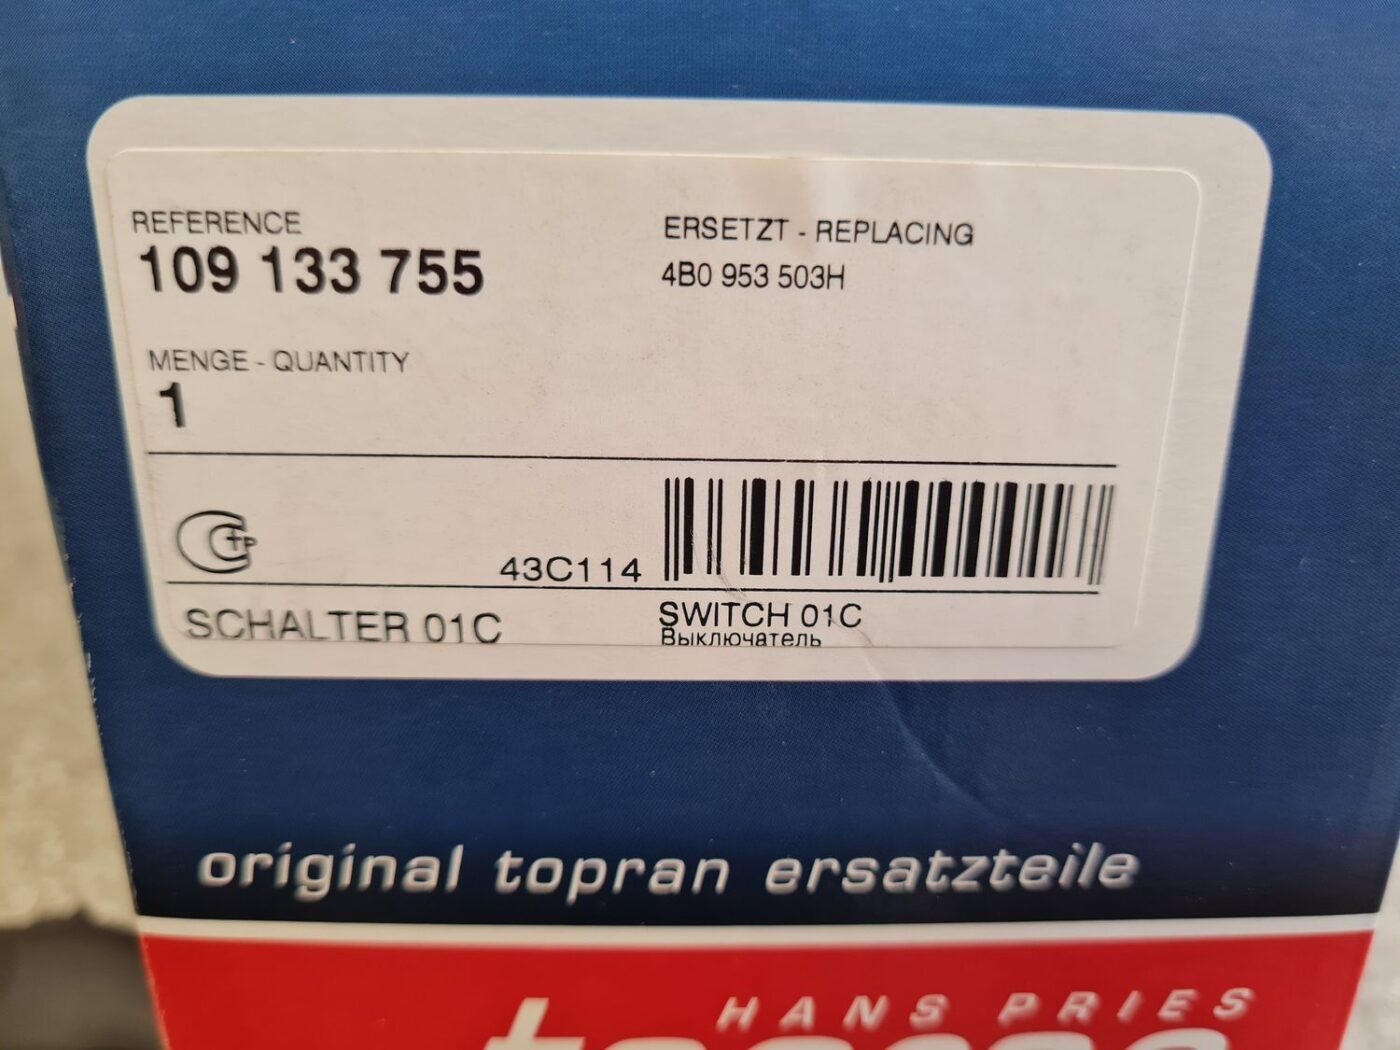 REFERENCE
109 133 755
ERSETZT - REPLACING
4B0 953 503H
MENGE - QUANTITY
1
43C114
SCHALTER 01C
SWITCH 01C
Выключатель
original topran ersatzteile
HANS PRIES